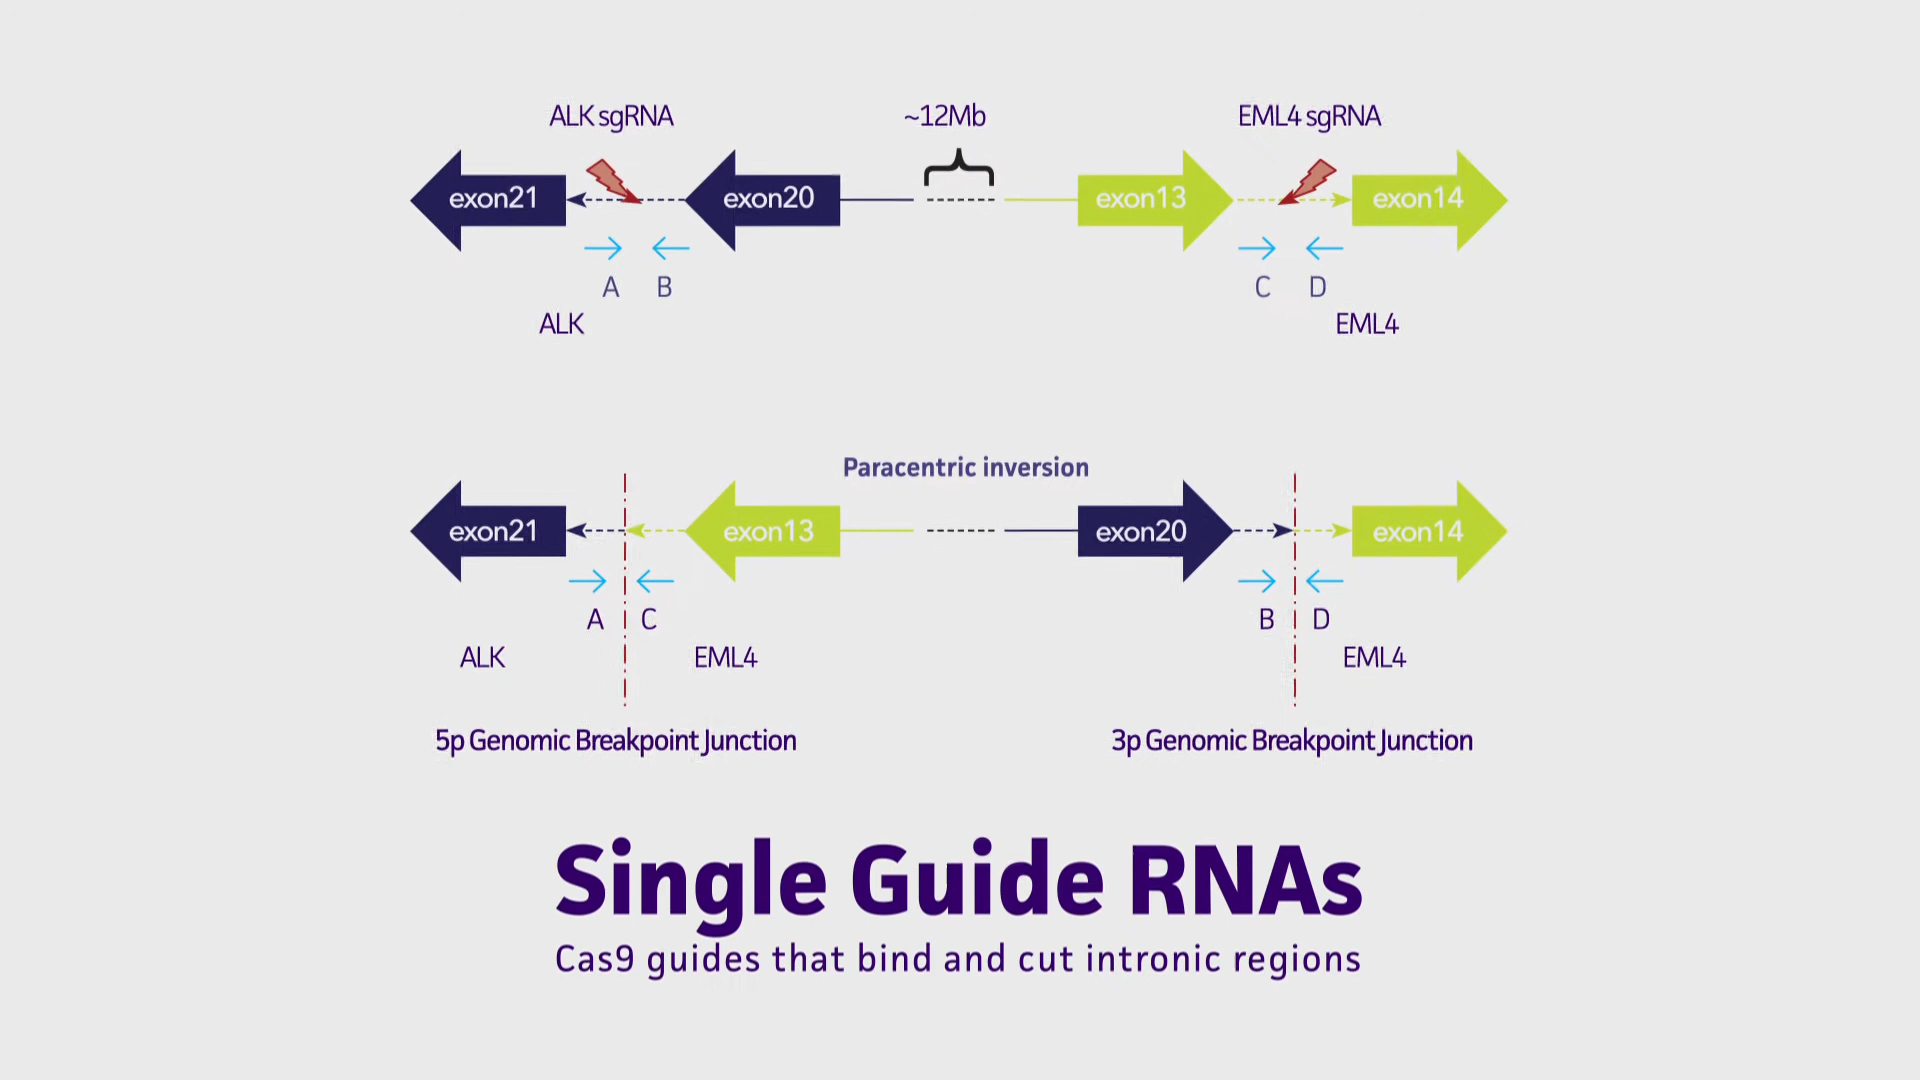 ALK sgRNA ~12Mb EML4 sgRNA
exon21 exon20 exon13 exon14
A B C D
ALK EML4
Paracentric inversion
exon21 exon13 exon20 exon14
A C B D
ALK EML4 EML4
5p Genomic Breakpoint Junction 3p Genomic Breakpoint Junction
Single Guide RNAs
Cas9 guides that bind and cut intronic regions